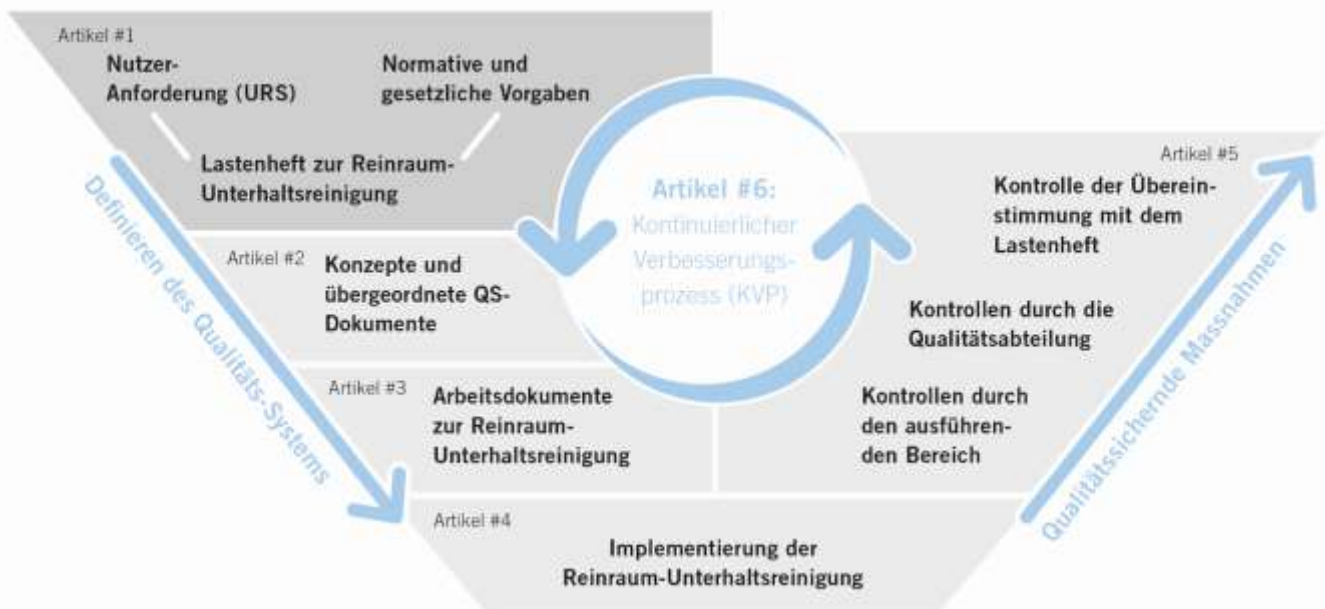 Artikel #1
Nutzer-
Anforderung (URS)
Normative und
gesetzliche Vorgaben
Lastenheft zur Reinraum-
Unterhaltsreinigung
Definieren des Qualitäts-Systems
Artikel #2
Konzepte und
übergeordnete QS-
Dokumente
Artikel #3
Arbeitsdokumente
zur Reinraum-
Unterhaltsreinigung
Artikel #4
Implementierung der
Reinraum-Unterhaltsreinigung
Artikel #6:
Kontinuierlicher
Verbesserungs-
prozess (KVP)
Artikel #5
Kontrolle der Überein-
stimmung mit dem
Lastenheft
Kontrollen durch die
Qualitätsabteilung
Kontrollen durch
den ausführen-
den Bereich
Qualitätssichernde Massnahmen